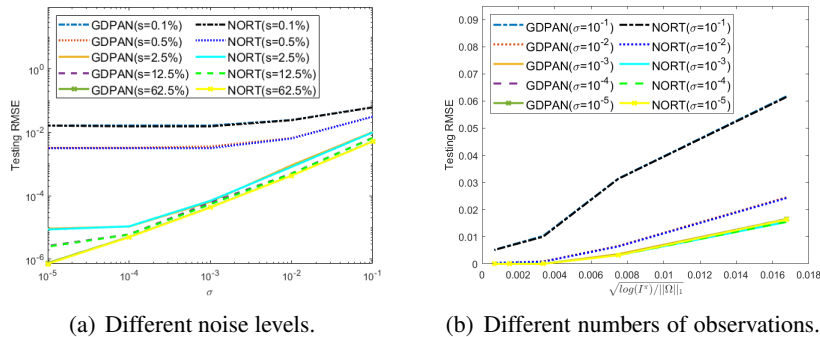 GDPAN(s=0.1%) NORT(s=0.1%)
GDPAN(s=0.5%) NORT(s=0.5%)
GDPAN(s=2.5%) NORT(s=2.5%)
GDPAN(s=12.5%) NORT(s=12.5%)
GDPAN(s=62.5%) NORT(s=62.5%)
Testing RMSE
10⁰
10⁻²
10⁻⁴
10⁻⁶
10⁻⁵ 10⁻⁴ 10⁻³ 10⁻² 10⁻¹
σ
(a) Different noise levels.
GDPAN(σ=10⁻¹) NORT(σ=10⁻¹)
GDPAN(σ=10⁻²) NORT(σ=10⁻²)
GDPAN(σ=10⁻³) NORT(σ=10⁻³)
GDPAN(σ=10⁻⁴) NORT(σ=10⁻⁴)
GDPAN(σ=10⁻⁵) NORT(σ=10⁻⁵)
Testing RMSE
0.09
0.08
0.07
0.06
0.05
0.04
0.03
0.02
0.01
0
0 0.002 0.004 0.006 0.008 0.01 0.012 0.014 0.016 0.018
√log(I^π)/||Ω||₁
(b) Different numbers of observations.